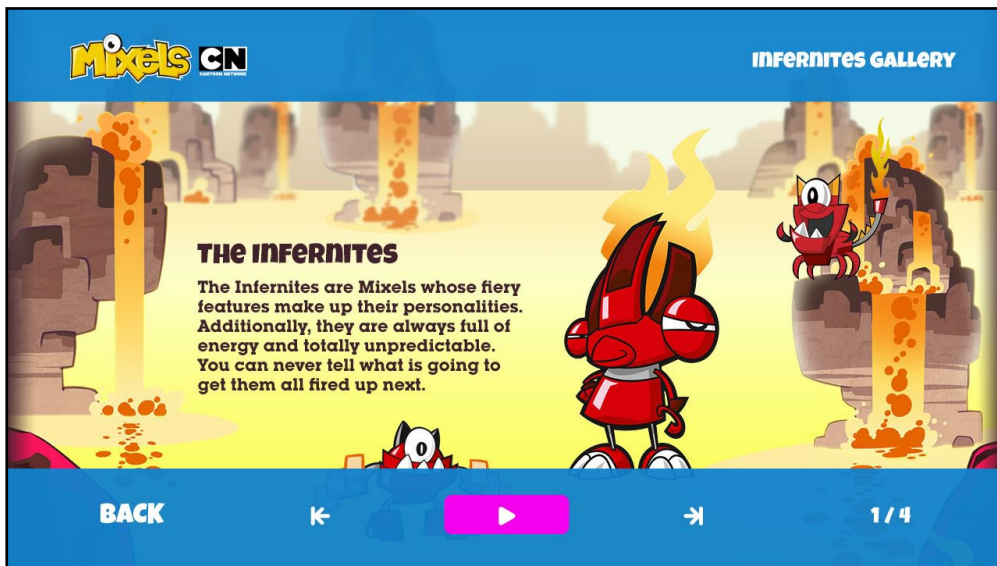 Mixels CN
CARTOON NETWORK
INFERNITES GALLERY
THE INFERNITES
The Infernites are Mixels whose fiery
features make up their personalities.
Additionally, they are always full of
energy and totally unpredictable.
You can never tell what is going to
get them all fired up next.
BACK
1 / 4